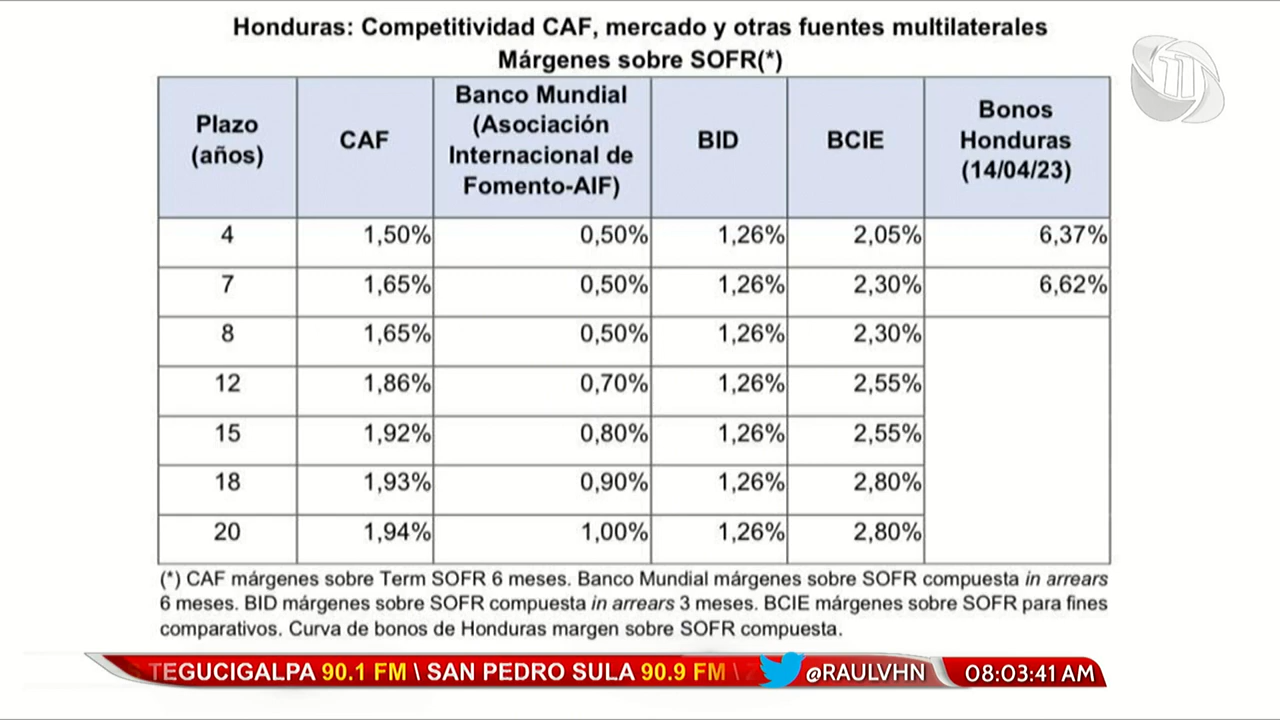 Honduras: Competitividad CAF, mercado y otras fuentes multilaterales
Márgenes sobre SOFR(*)
Plazo (años) CAF Banco Mundial (Asociación Internacional de Fomento-AIF) BID BCIE Bonos Honduras (14/04/23)
4 1,50% 0,50% 1,26% 2,05% 6,37%
7 1,65% 0,50% 1,26% 2,30% 6,62%
8 1,65% 0,50% 1,26% 2,30%
12 1,86% 0,70% 1,26% 2,55%
15 1,92% 0,80% 1,26% 2,55%
18 1,93% 0,90% 1,26% 2,80%
20 1,94% 1,00% 1,26% 2,80%
(*) CAF márgenes sobre Term SOFR 6 meses. Banco Mundial márgenes sobre SOFR compuesta in arrears
6 meses. BID márgenes sobre SOFR compuesta in arrears 3 meses. BCIE márgenes sobre SOFR para fines
comparativos. Curva de bonos de Honduras margen sobre SOFR compuesta.
TEGUCIGALPA 90.1 FM \ SAN PEDRO SULA 90.9 FM \ @RAULVHN 08:03:41 AM